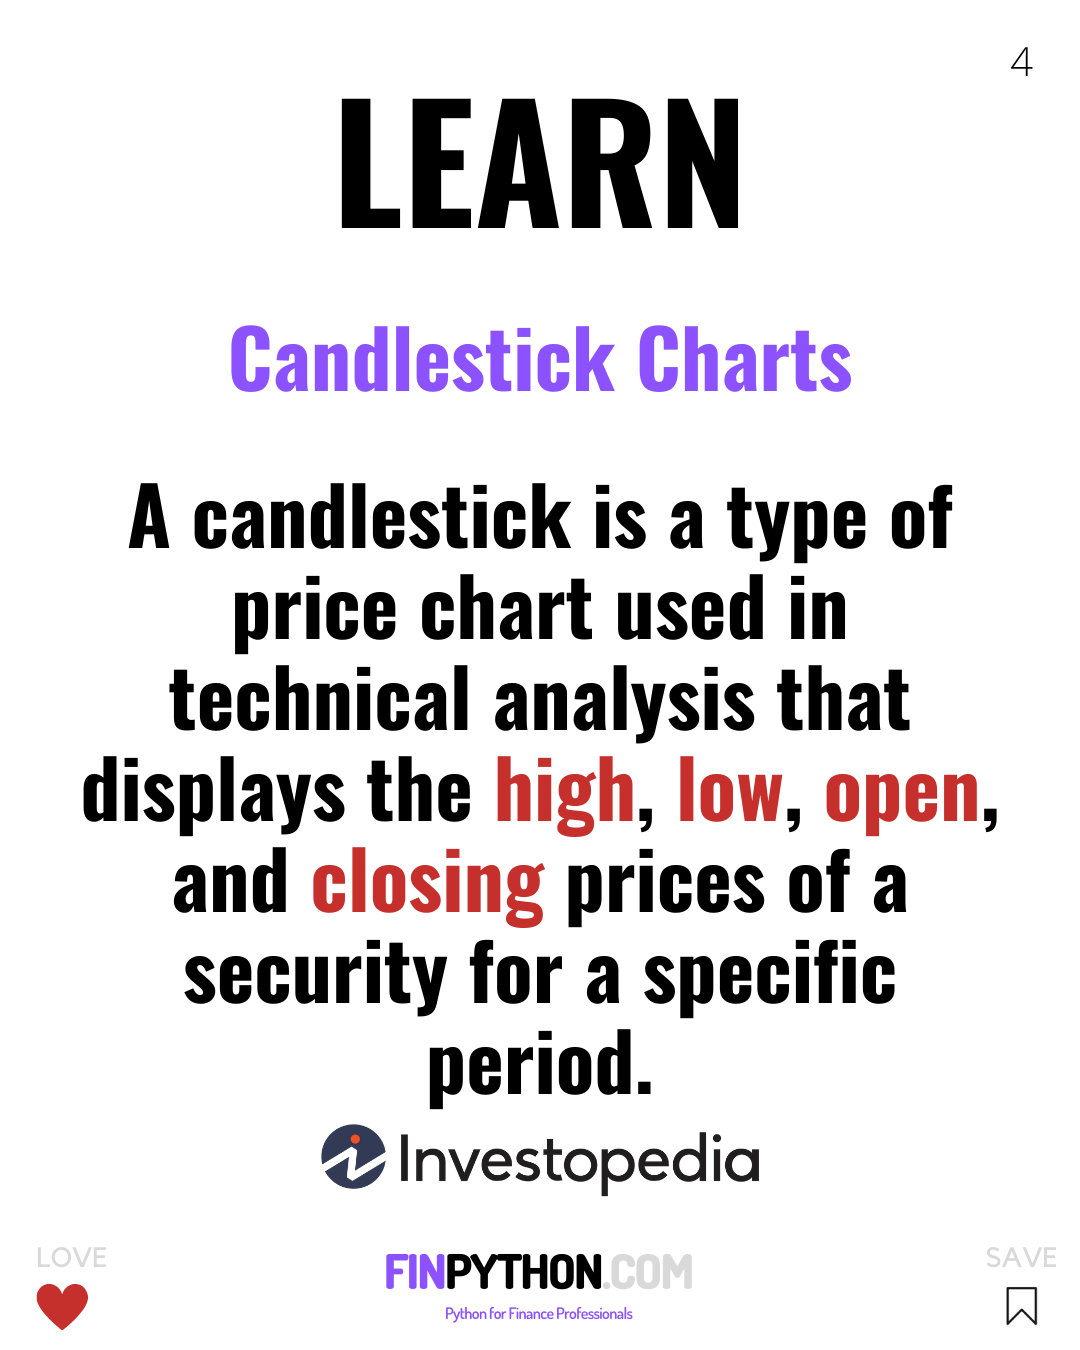 4
LEARN
Candlestick Charts
A candlestick is a type of
price chart used in
technical analysis that
displays the high, low, open,
and closing prices of a
security for a specific
period.
Investopedia
LOVE
FINPYTHON.COM
Python for Finance Professionals
SAVE